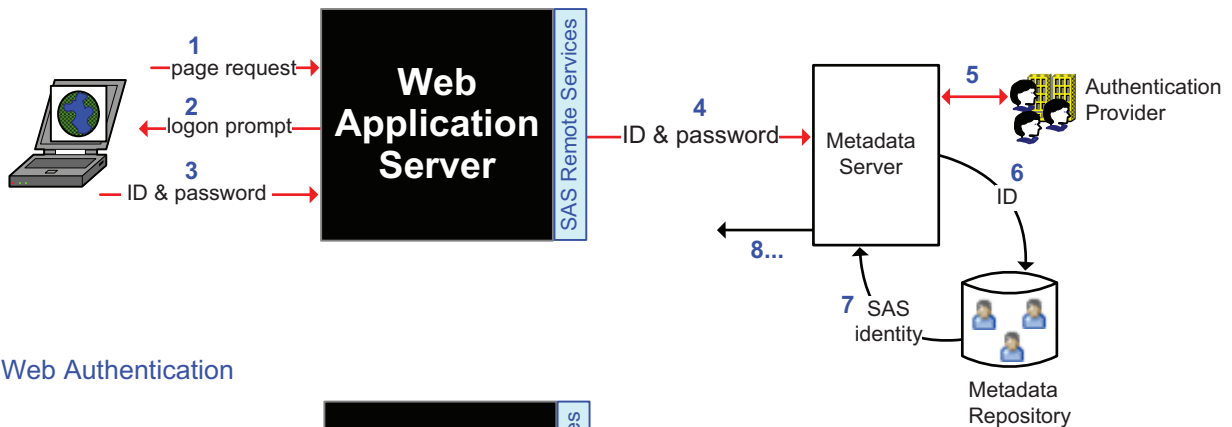 1
page request
2
logon prompt
3
ID & password
Web
Application
Server
SAS Remote Services
4
ID & password
Metadata
Server
5
Authentication
Provider
6
ID
8...
7
SAS
identity
Metadata
Repository
Web Authentication